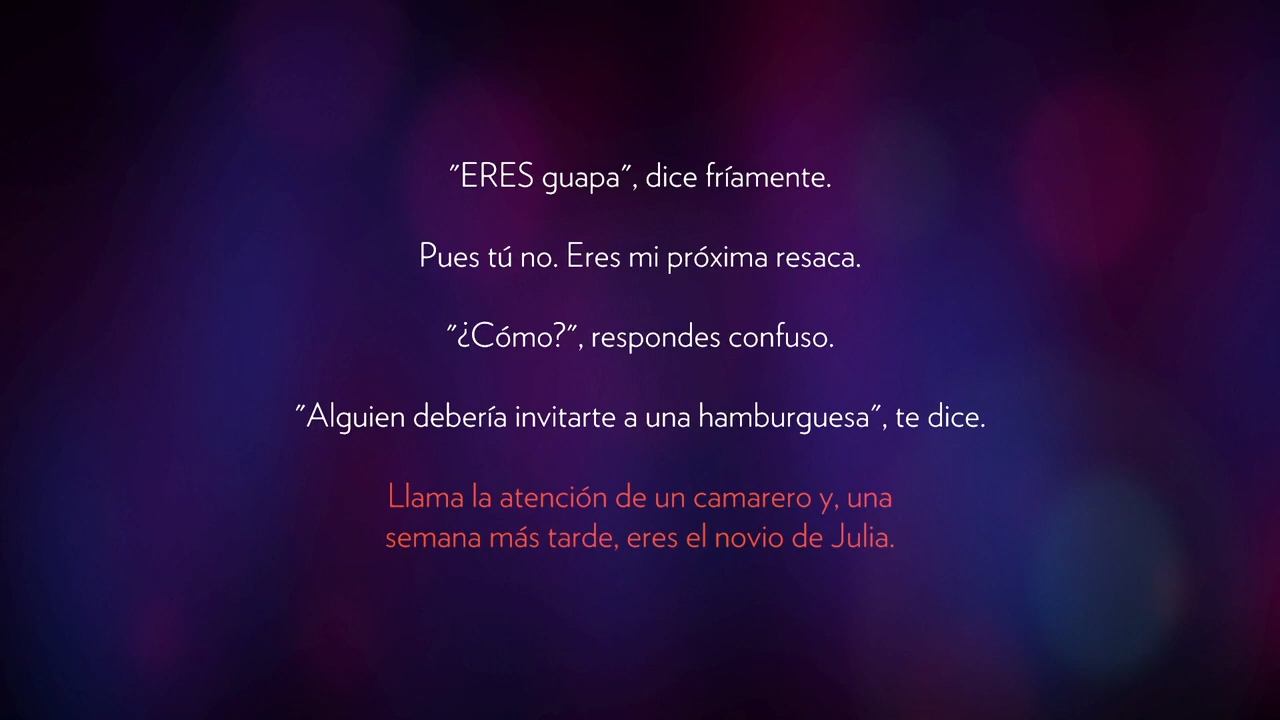 "ERES guapa", dice fríamente.
Pues tú no. Eres mi próxima resaca.
"¿Cómo?", respondes confuso.
"Alguien debería invitarte a una hamburguesa", te dice.
Llama la atención de un camarero y, una
semana más tarde, eres el novio de Julia.